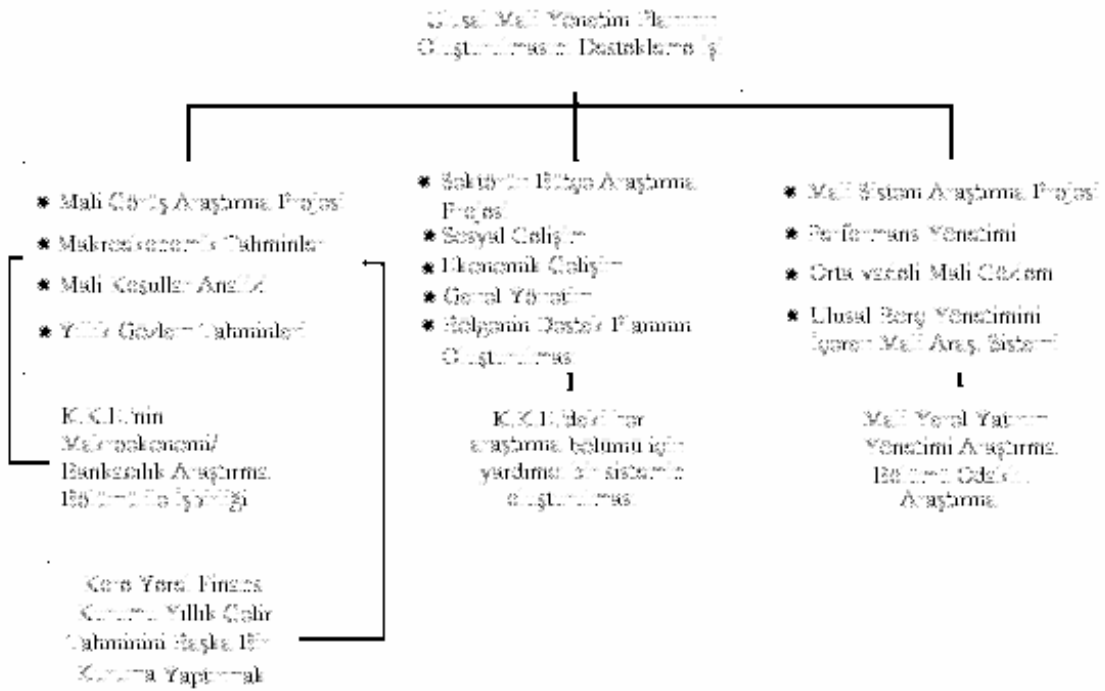 Ulusal Mali Yönetim Planının
Oluşturulması Destekleme İşi
* Mali Görüş Araştırma Projesi
* Makroekonomik Tahminler
* Mali Koşullar Analizi
* Yıllık Gözlem Tahminleri
K.K.E.'nin
Makroekonomi/
Bankacılık Araştırma
Bölümü ile İşbirliği
Kore Yerel Finans
Kurumu Yıllık Gelir
Tahminini Başka Bir
Kuruma Yaptırmak
* Sektörün Bütçe Araştırma
Projesi
* Sosyal Gelişim
* Ekonomik Gelişim
* Genel Yönetim
* Bölgenin Destek Planının
Oluşturulması
K.K.E.'deki her
araştırma bölümü için
yardımcı bir sistemin
oluşturulması
* Mali Sistem Araştırma Projesi
* Performans Yönetimi
* Orta vadeli Mali Gözlem
* Ulusal Borç Yönetimini
İçeren Mali Araş. Sistemi
Mali Yerel Yatırım
Yönetimi Araştırma
Bölümü Odaklı
Araştırma